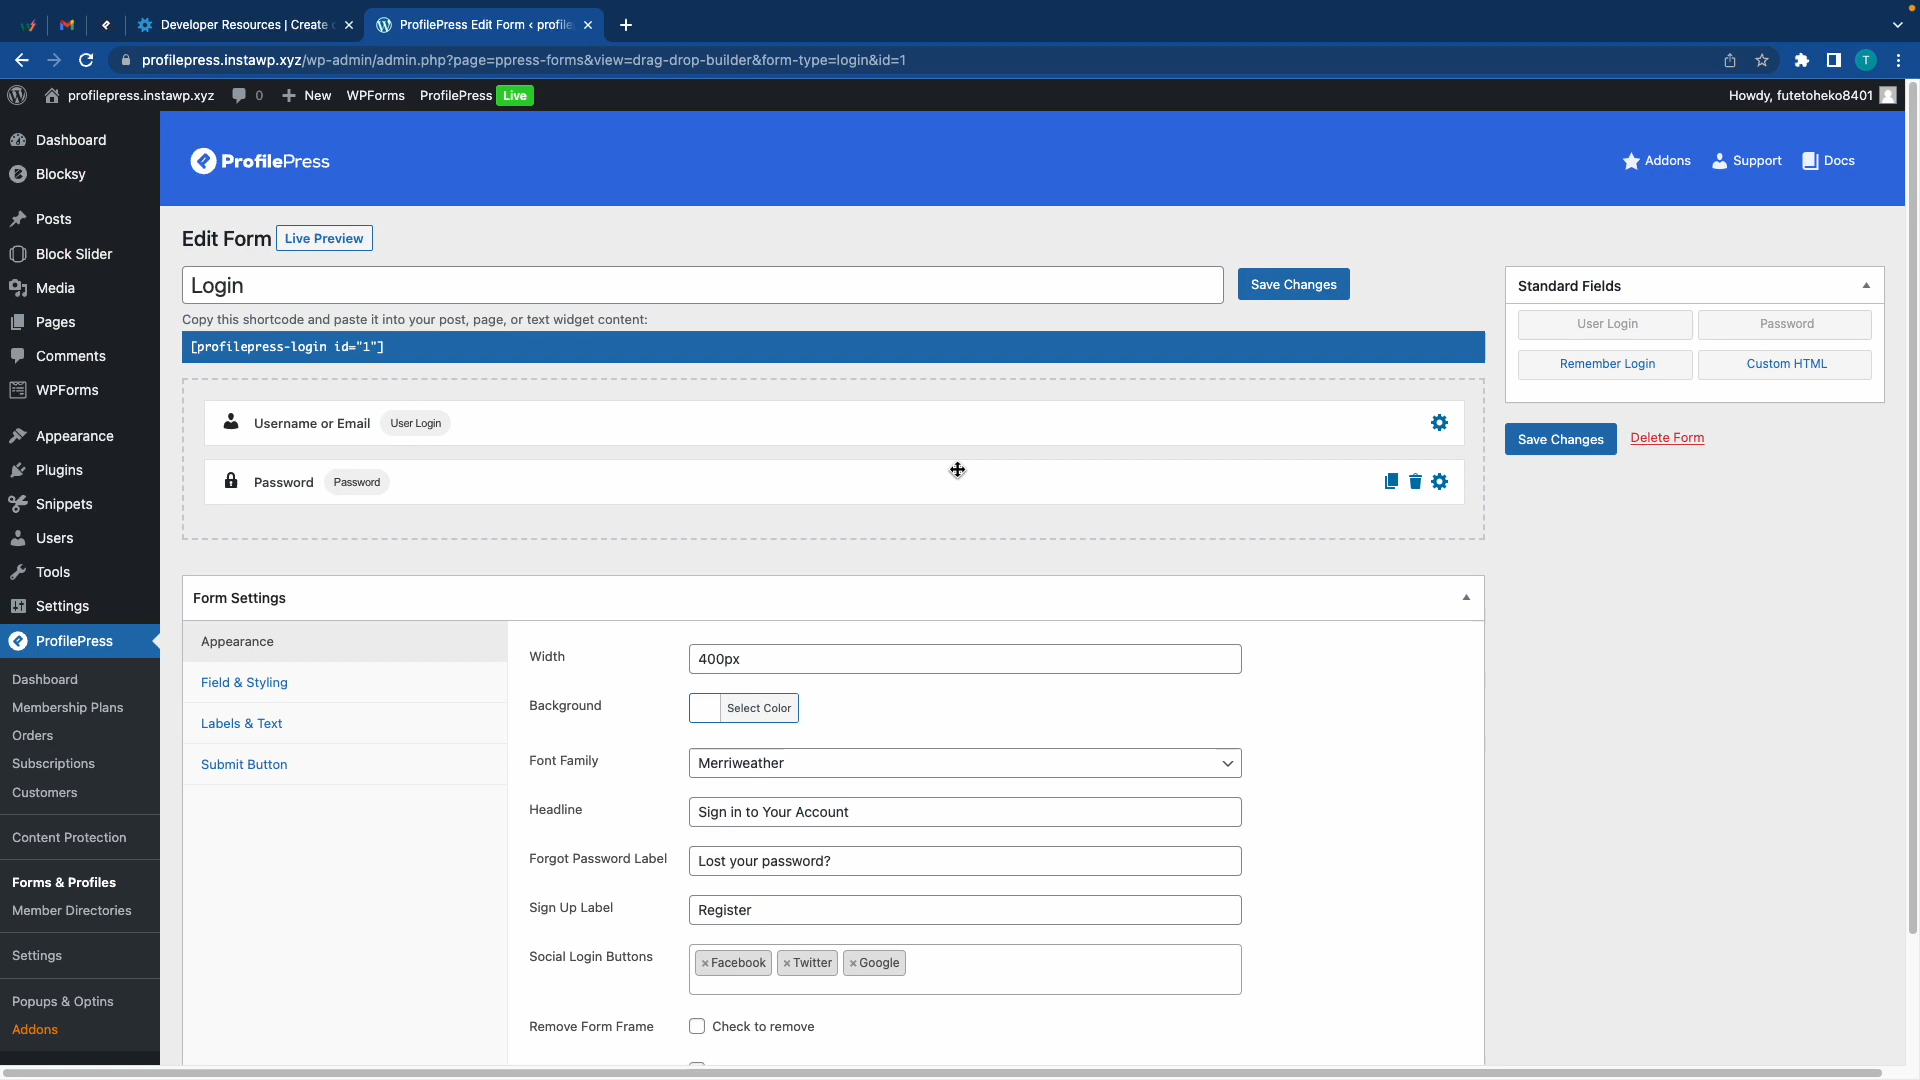 Developer Resources | Create
ProfilePress Edit Form ‹ profile
profilepress.instawp.xyz/wp-admin/admin.php?page=ppress-forms&view=drag-drop-builder&form-type=login&id=1
T
profilepress.instawp.xyz
0
New
WPForms
ProfilePress Live
Howdy, futetoheko8401
Dashboard
Blocksy
Posts
Block Slider
Media
Pages
Comments
WPForms
Appearance
Plugins
Snippets
Users
Tools
Settings
ProfilePress
Dashboard
Membership Plans
Orders
Subscriptions
Customers
Content Protection
Forms & Profiles
Member Directories
Settings
Popups & Optins
Addons
ProfilePress
Addons
Support
Docs
Edit Form
Live Preview
Login
Save Changes
Copy this shortcode and paste it into your post, page, or text widget content:
[profilepress-login id="1"]
Username or Email User Login
Password Password
Standard Fields
User Login
Password
Remember Login
Custom HTML
Save Changes
Delete Form
Form Settings
Appearance
Field & Styling
Labels & Text
Submit Button
Width
400px
Background
Select Color
Font Family
Merriweather
Headline
Sign in to Your Account
Forgot Password Label
Lost your password?
Sign Up Label
Register
Social Login Buttons
×Facebook ×Twitter ×Google
Remove Form Frame
Check to remove